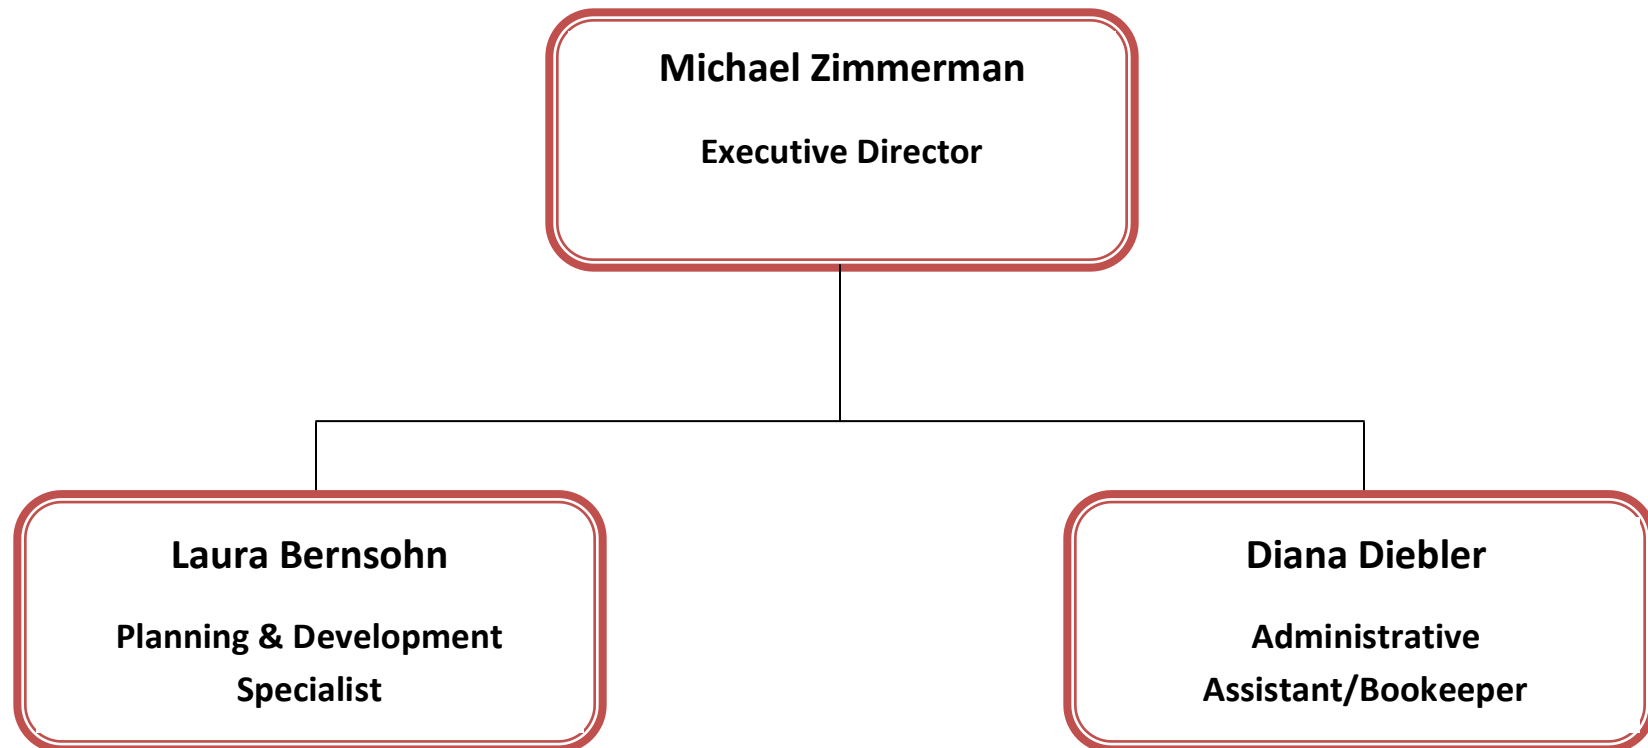 Michael Zimmerman
Executive Director
Laura Bernsohn
Planning & Development
Specialist
Diana Diebler
Administrative
Assistant/Bookeeper